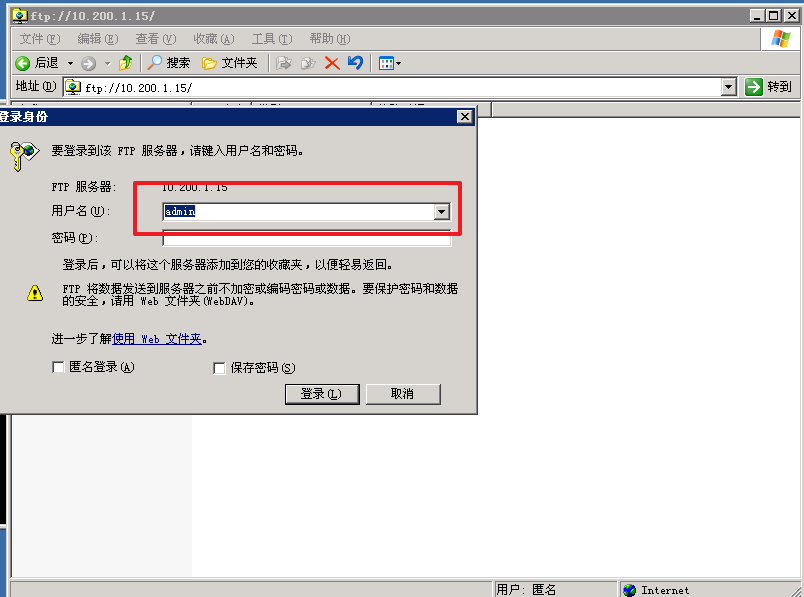 ftp://10.200.1.15/
文件(F) 编辑(E) 查看(V) 收藏(A) 工具(T) 帮助(H)
后退 搜索 文件夹
地址(D) ftp://10.200.1.15/ 转到
登录身份
要登录到该 FTP 服务器，请键入用户名和密码。
FTP 服务器: 10.200.1.15
用户名(U): admin
密码(P):
登录后，可以将这个服务器添加到您的收藏夹，以便轻易返回。
FTP 将数据发送到服务器之前不加密或编码密码或数据。要保护密码和数据
的安全，请用 Web 文件夹(WebDAV)。
进一步了解使用 Web 文件夹。
匿名登录(A) 保存密码(S)
登录(L) 取消
用户: 匿名 Internet